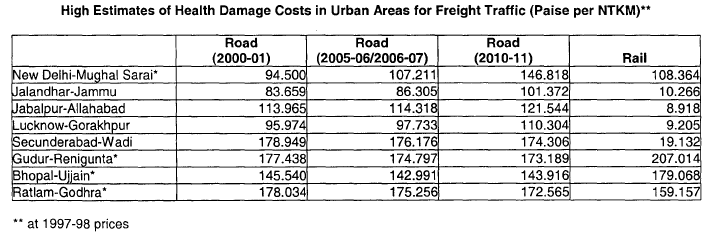 High Estimates of Health Damage Costs in Urban Areas for Freight Traffic (Paise per NTKM)**
Road (2000-01) Road (2005-06/2006-07) Road (2010-11) Rail
New Delhi-Mughal Sarai* 94.500 107.211 146.818 108.364
Jalandhar-Jammu 83.659 86.305 101.372 10.266
Jabalpur-Allahabad 113.965 114.318 121.544 8.918
Lucknow-Gorakhpur 95.974 97.733 110.304 9.205
Secunderabad-Wadi 178.949 176.176 174.306 19.132
Gudur-Renigunta* 177.438 174.797 173.189 207.014
Bhopal-Ujjain* 145.540 142.991 143.916 179.068
Ratlam-Godhra* 178.034 175.256 172.565 159.157
** at 1997-98 prices